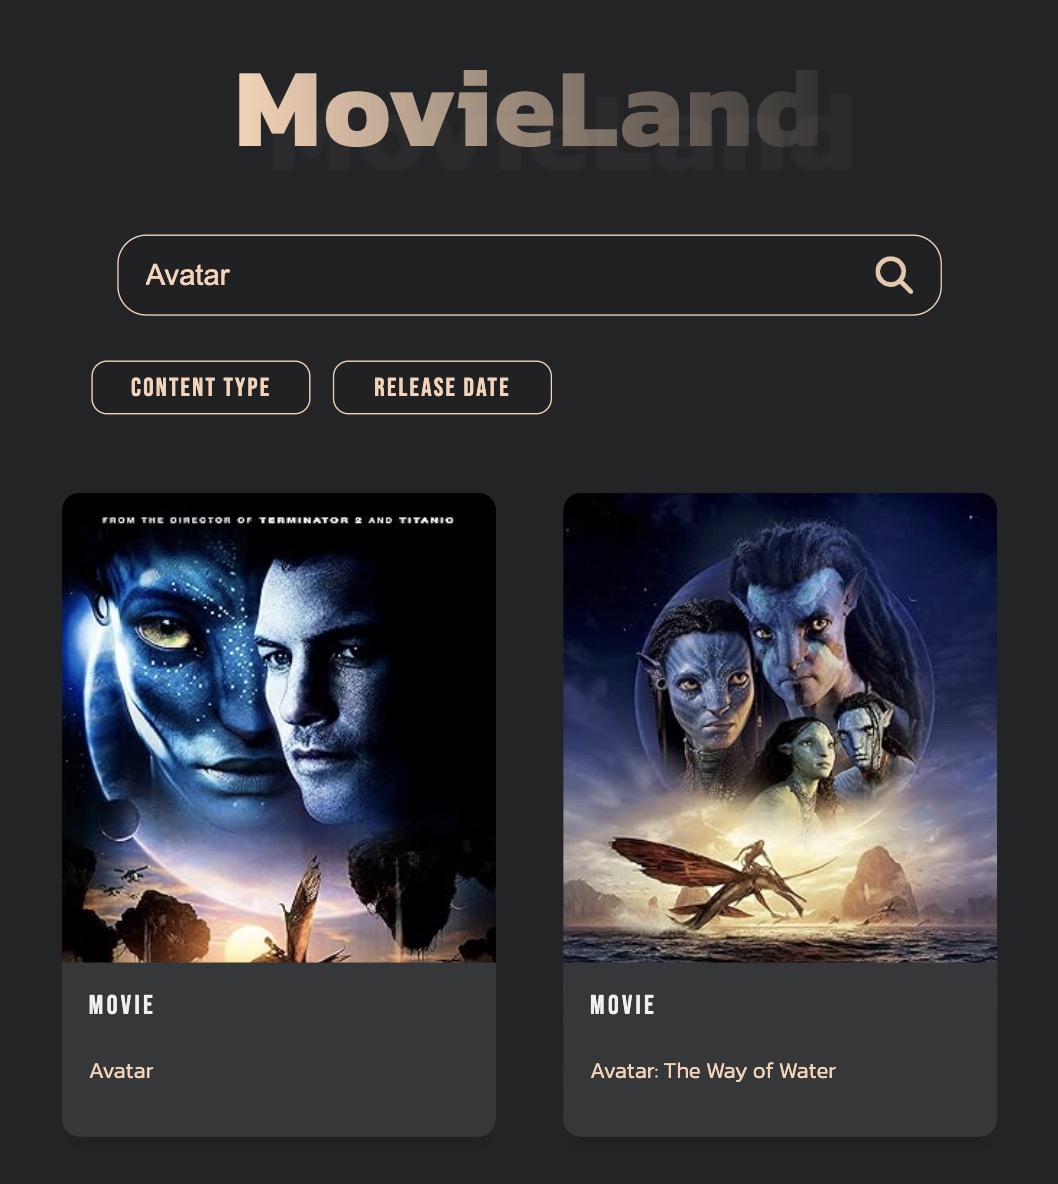 MovieLand
Avatar
CONTENT TYPE
RELEASE DATE
FROM THE DIRECTOR OF TERMINATOR 2 AND TITANIC
MOVIE
Avatar
MOVIE
Avatar: The Way of Water